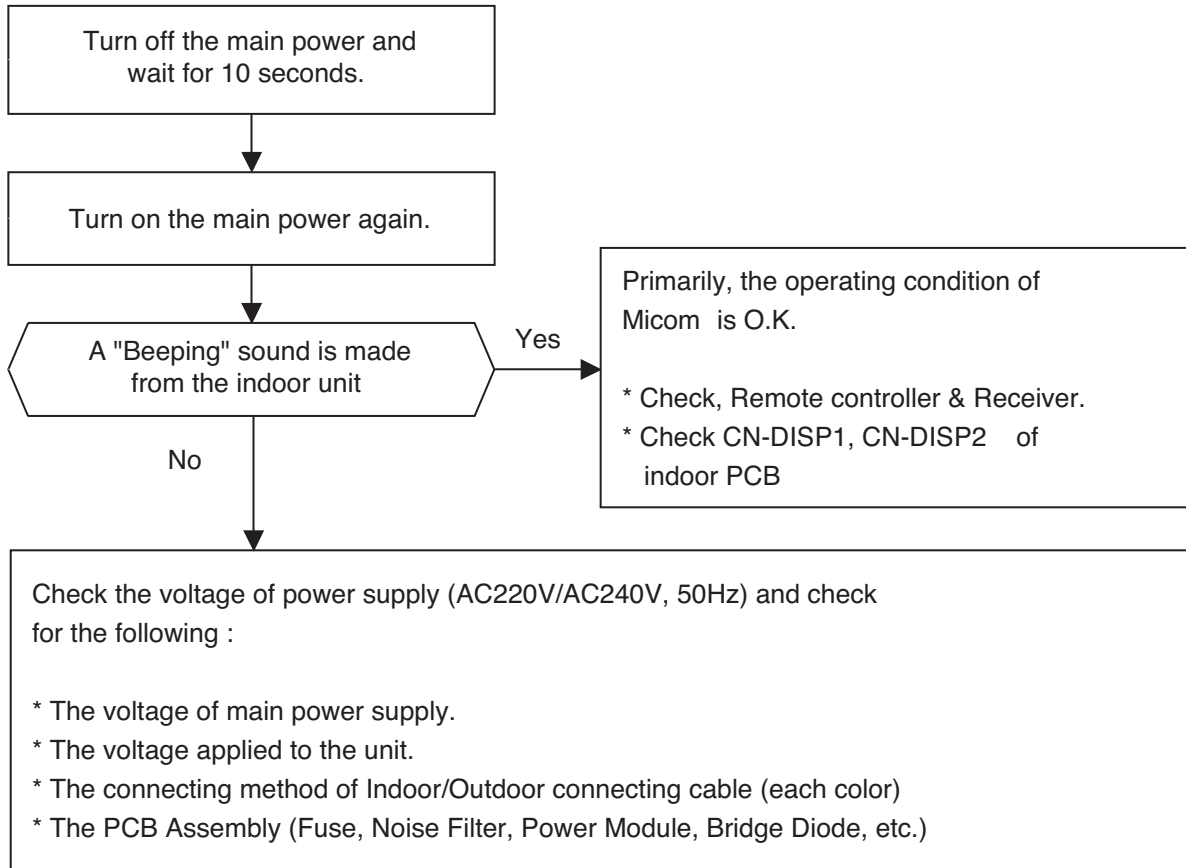 Turn off the main power and
wait for 10 seconds.
Turn on the main power again.
A "Beeping" sound is made
from the indoor unit
Yes
Primarily, the operating condition of
Micom is O.K.
* Check, Remote controller & Receiver.
* Check CN-DISP1, CN-DISP2 of
indoor PCB
No
Check the voltage of power supply (AC220V/AC240V, 50Hz) and check
for the following :
* The voltage of main power supply.
* The voltage applied to the unit.
* The connecting method of Indoor/Outdoor connecting cable (each color)
* The PCB Assembly (Fuse, Noise Filter, Power Module, Bridge Diode, etc.)